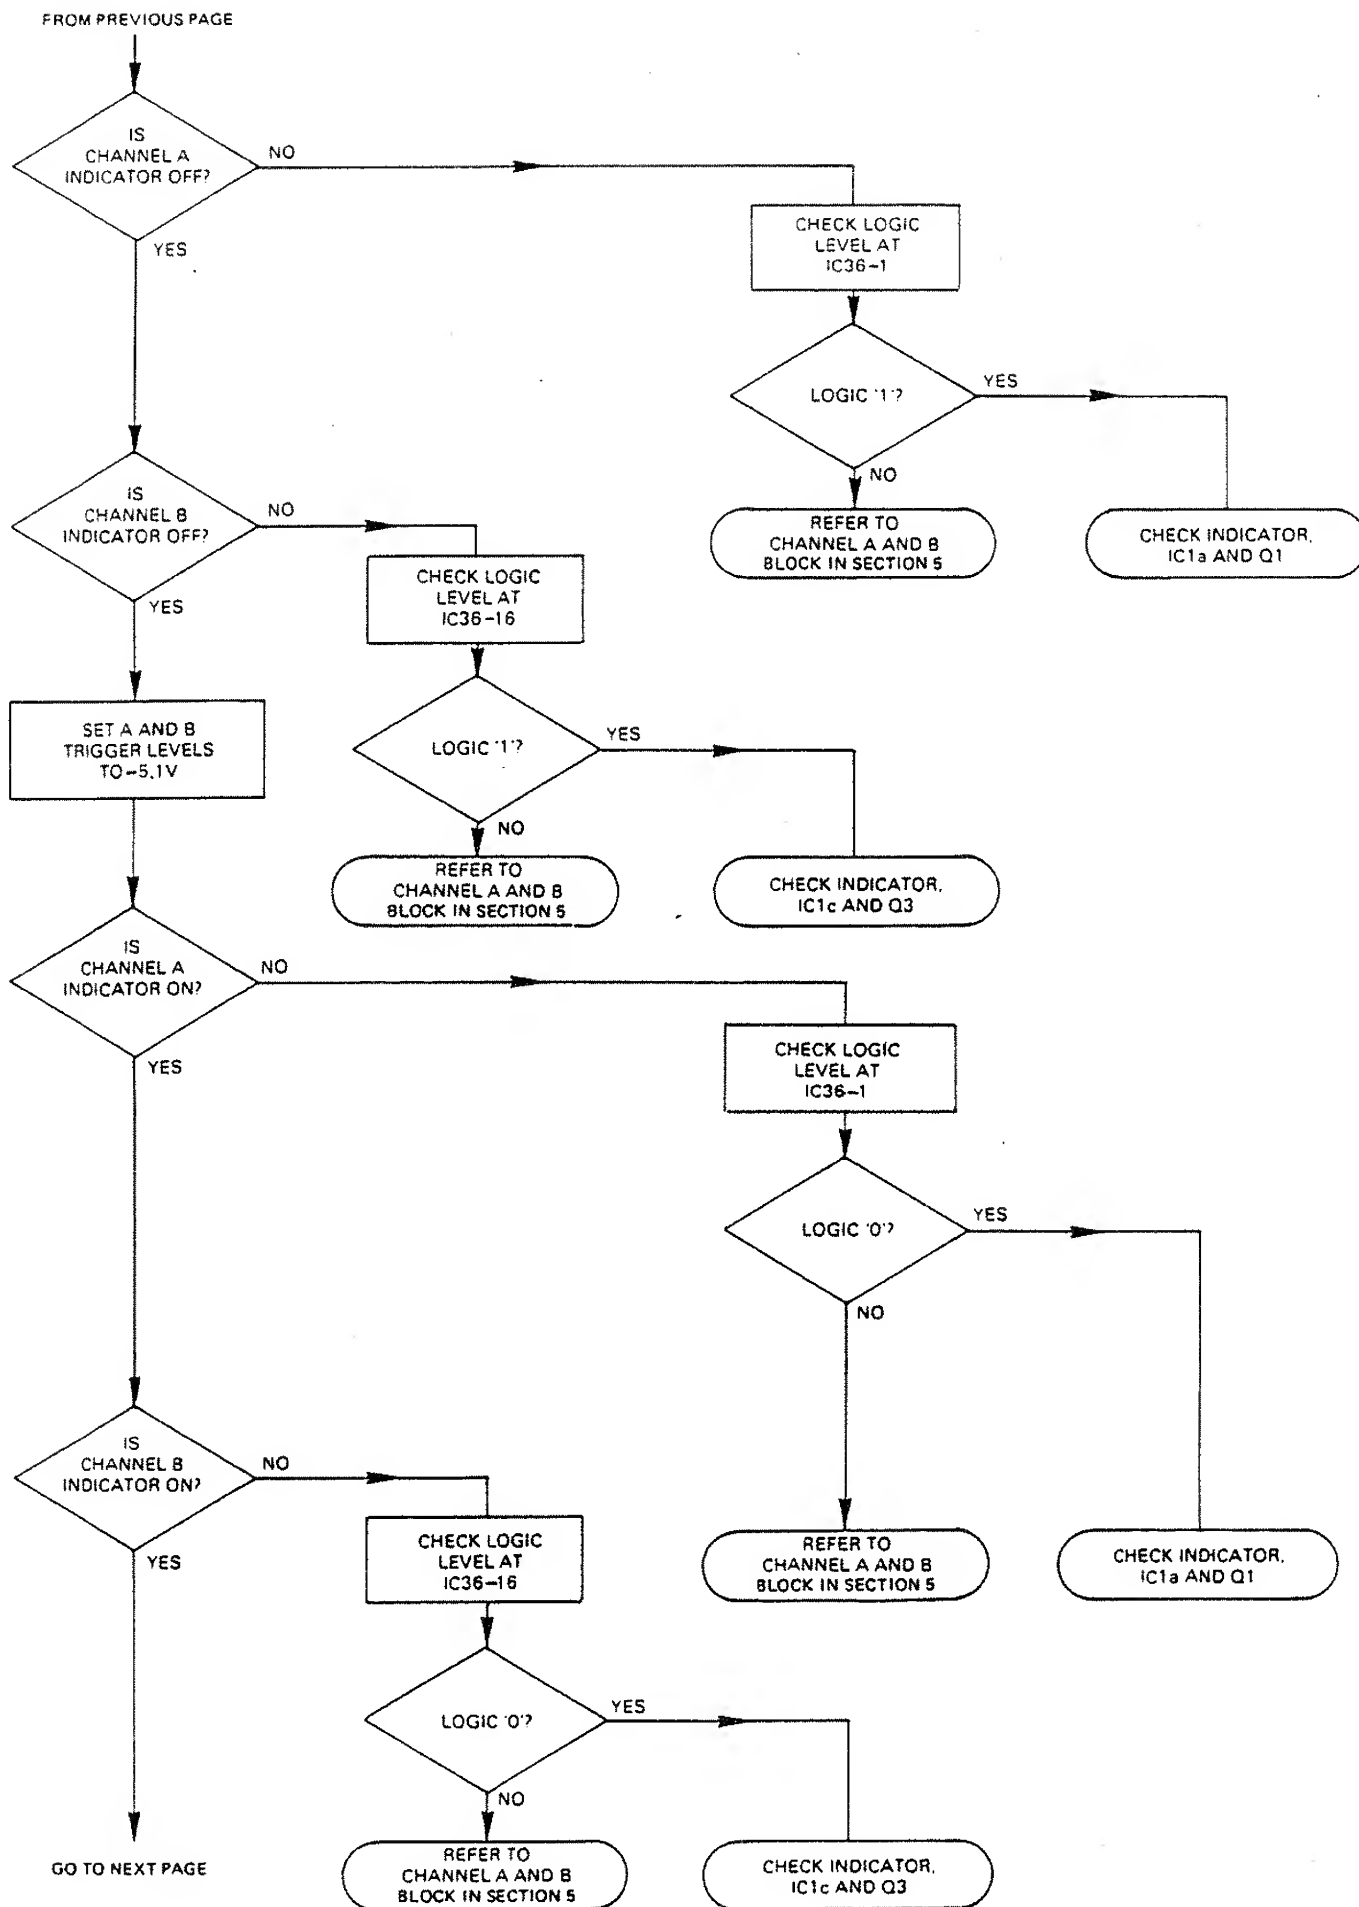 FROM PREVIOUS PAGE
IS
CHANNEL A
INDICATOR OFF?
NO
YES
CHECK LOGIC
LEVEL AT
IC36-1
LOGIC '1'?
YES
NO
REFER TO
CHANNEL A AND B
BLOCK IN SECTION 5
CHECK INDICATOR,
IC1a AND Q1
IS
CHANNEL B
INDICATOR OFF?
NO
YES
CHECK LOGIC
LEVEL AT
IC36-16
LOGIC '1'?
YES
NO
REFER TO
CHANNEL A AND B
BLOCK IN SECTION 5
CHECK INDICATOR,
IC1c AND Q3
SET A AND B
TRIGGER LEVELS
TO-5.1V
IS
CHANNEL A
INDICATOR ON?
NO
YES
CHECK LOGIC
LEVEL AT
IC36-1
LOGIC '0'?
YES
NO
REFER TO
CHANNEL A AND B
BLOCK IN SECTION 5
CHECK INDICATOR,
IC1a AND Q1
IS
CHANNEL B
INDICATOR ON?
NO
YES
CHECK LOGIC
LEVEL AT
IC36-16
LOGIC '0'?
YES
NO
REFER TO
CHANNEL A AND B
BLOCK IN SECTION 5
CHECK INDICATOR,
IC1c AND Q3
GO TO NEXT PAGE